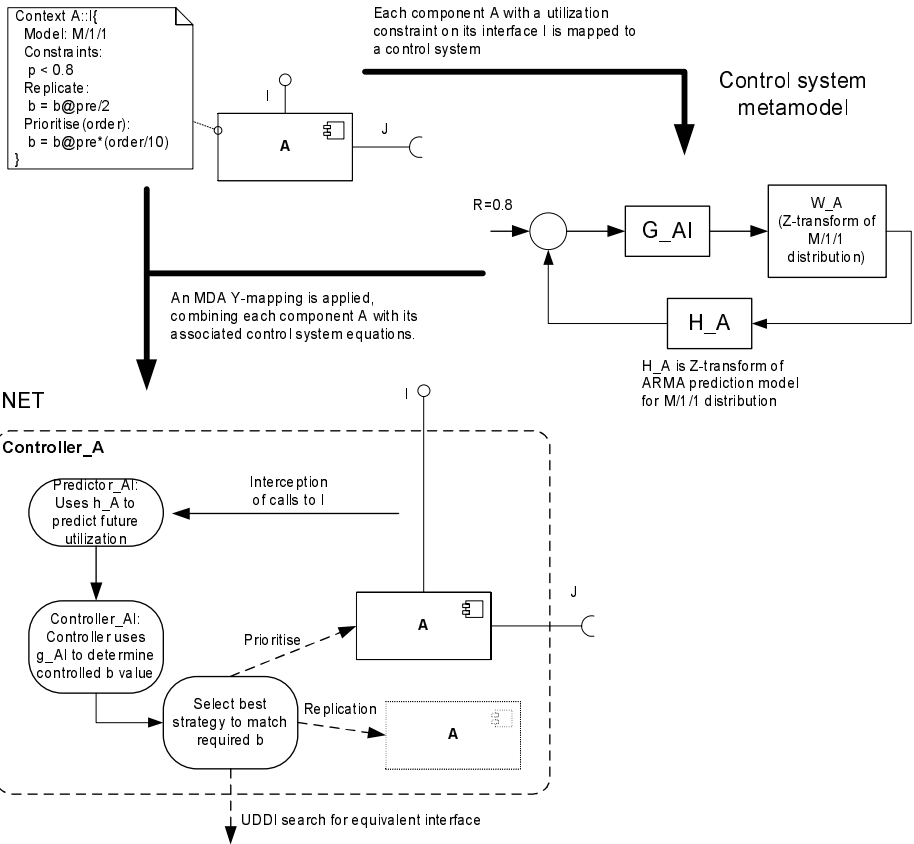 Context A::I{
Model: M/1/1
Constraints:
p < 0.8
Replicate:
b = b@pre/2
Prioritise(order):
b = b@pre*(order/10)
}
Each component A with a utilization
constraint on its interface I is mapped to
a control system
I
A
J
Control system
metamodel
R=0.8
G_AI
W_A
(Z-transform of
M/1/1
distribution)
H_A
H_A is Z-transform of
ARMA prediction model
for M/1/1 distribution
An MDA Y-mapping is applied,
combining each component A with its
associated control system equations.
NET
I
Controller_A
Predictor_AI:
Uses h_A to
predict future
utilization
Interception
of calls to I
Controller_AI:
Controller uses
g_AI to determine
controlled b value
Prioritise
A
J
Select best
strategy to match
required b
Replication
A
UDDI search for equivalent interface